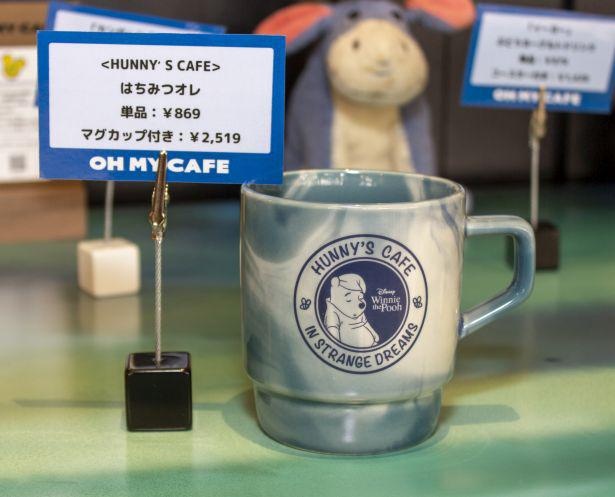 <HUNNY'S CAFE>
はちみつオレ
単品：￥869
マグカップ付き：￥2,519
OH MY CAFE
OH MY CAFE
HUNNY'S CAFE
Disney
Winnie
the Pooh
IN STRANGE DREAMS